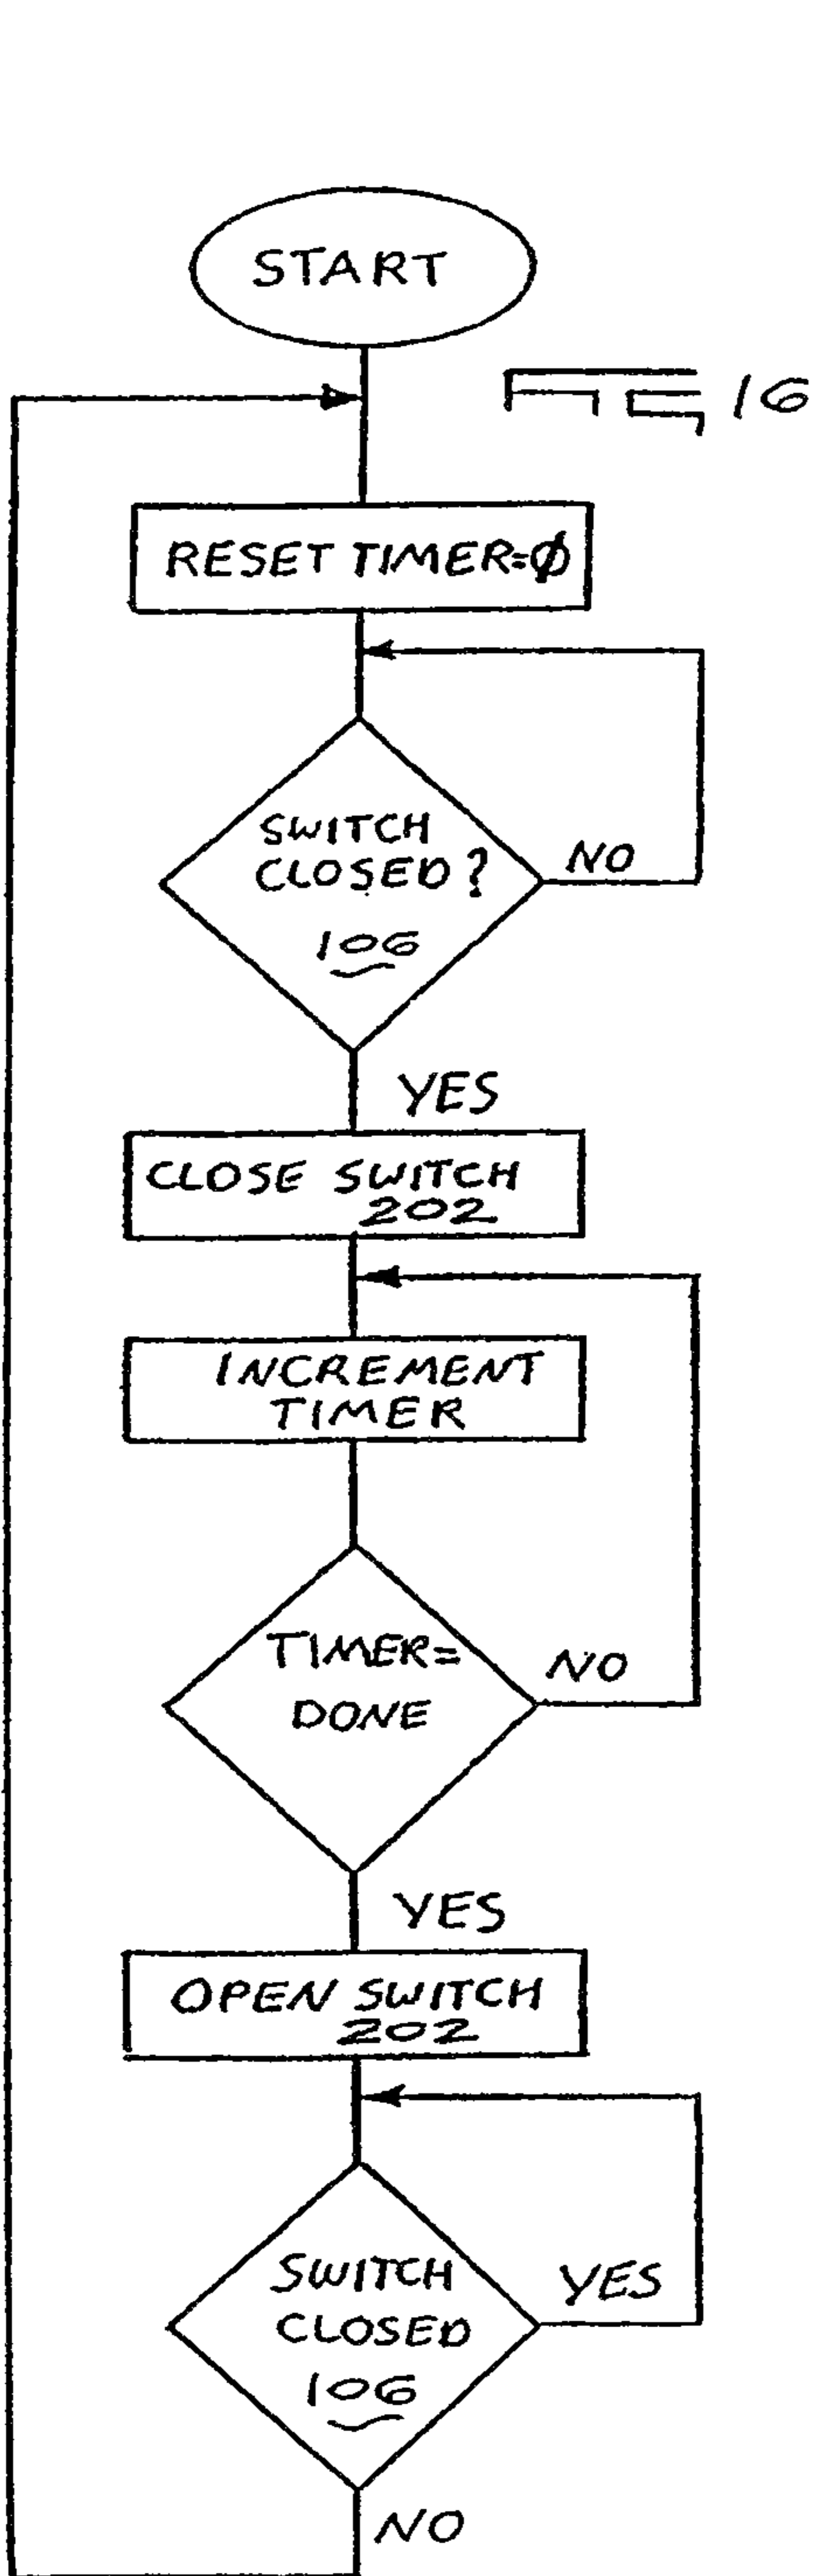 START
FIG 16
RESET TIMER=Ø
SWITCH
CLOSED?
106
NO
YES
CLOSE SWITCH
202
INCREMENT
TIMER
TIMER=
DONE
NO
YES
OPEN SWITCH
202
SWITCH
CLOSED
106
YES
NO